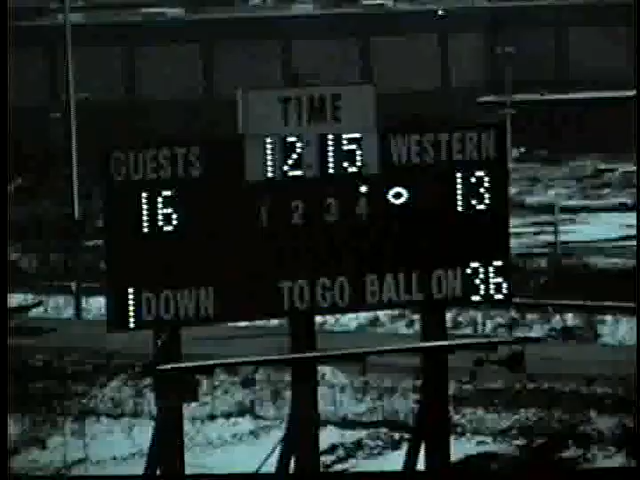 TIME
GUESTS 12:15 WESTERN
16 1 2 3 4 13
1 DOWN TO GO BALL ON 36